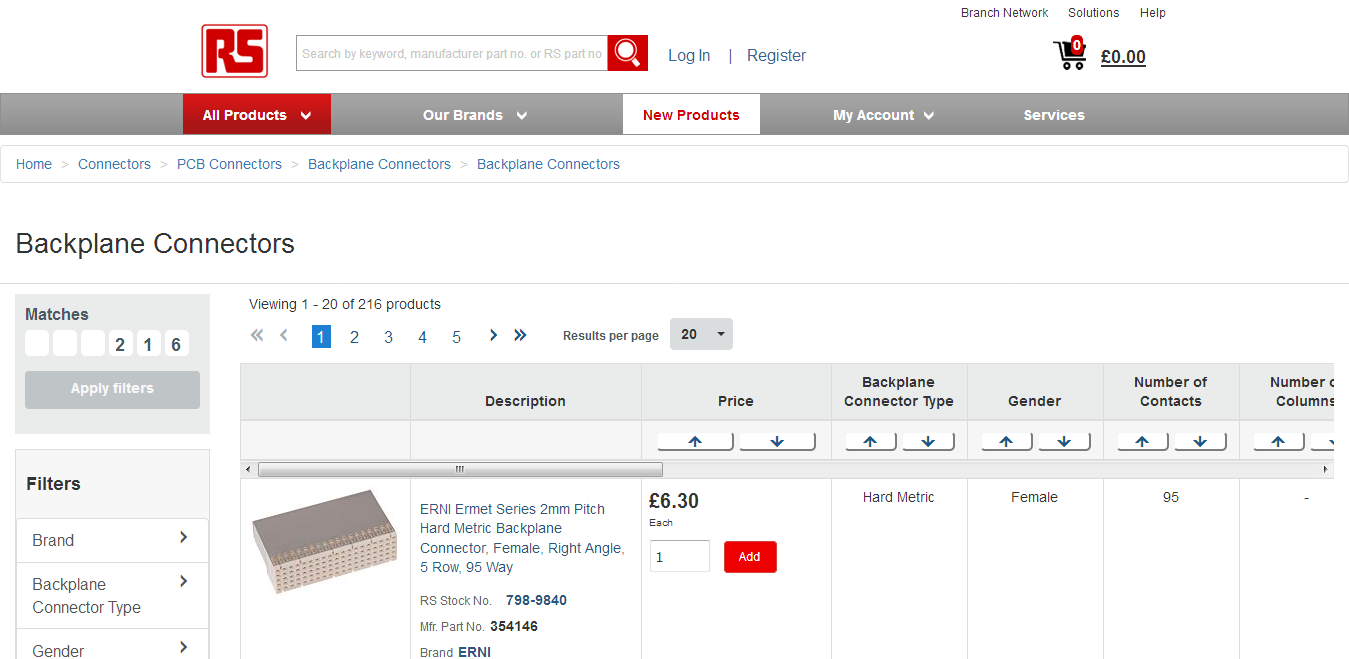 Branch Network Solutions Help
RS
Search by keyword, manufacturer part no. or RS part no
Log In | Register
0
£0.00
All Products Our Brands New Products My Account Services
Home > Connectors > PCB Connectors > Backplane Connectors > Backplane Connectors
Backplane Connectors
Matches
2 1 6
Apply filters
Filters
Brand
Backplane
Connector Type
Gender
Viewing 1 - 20 of 216 products
« < 1 2 3 4 5 > »
Results per page 20
Description
Price
Backplane
Connector Type
Gender
Number of
Contacts
Number
Columns
ERNI Ermet Series 2mm Pitch
Hard Metric Backplane
Connector, Female, Right Angle,
5 Row, 95 Way
RS Stock No. 798-9840
Mfr. Part No. 354146
Brand ERNI
£6.30
Each
1 Add
Hard Metric
Female
95
-